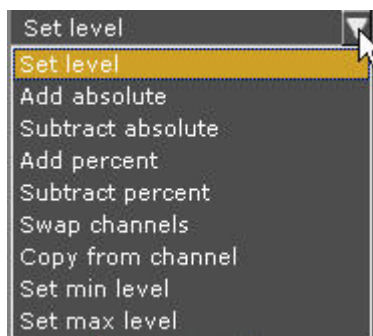 Set level
Set level
Add absolute
Subtract absolute
Add percent
Subtract percent
Swap channels
Copy from channel
Set min level
Set max level